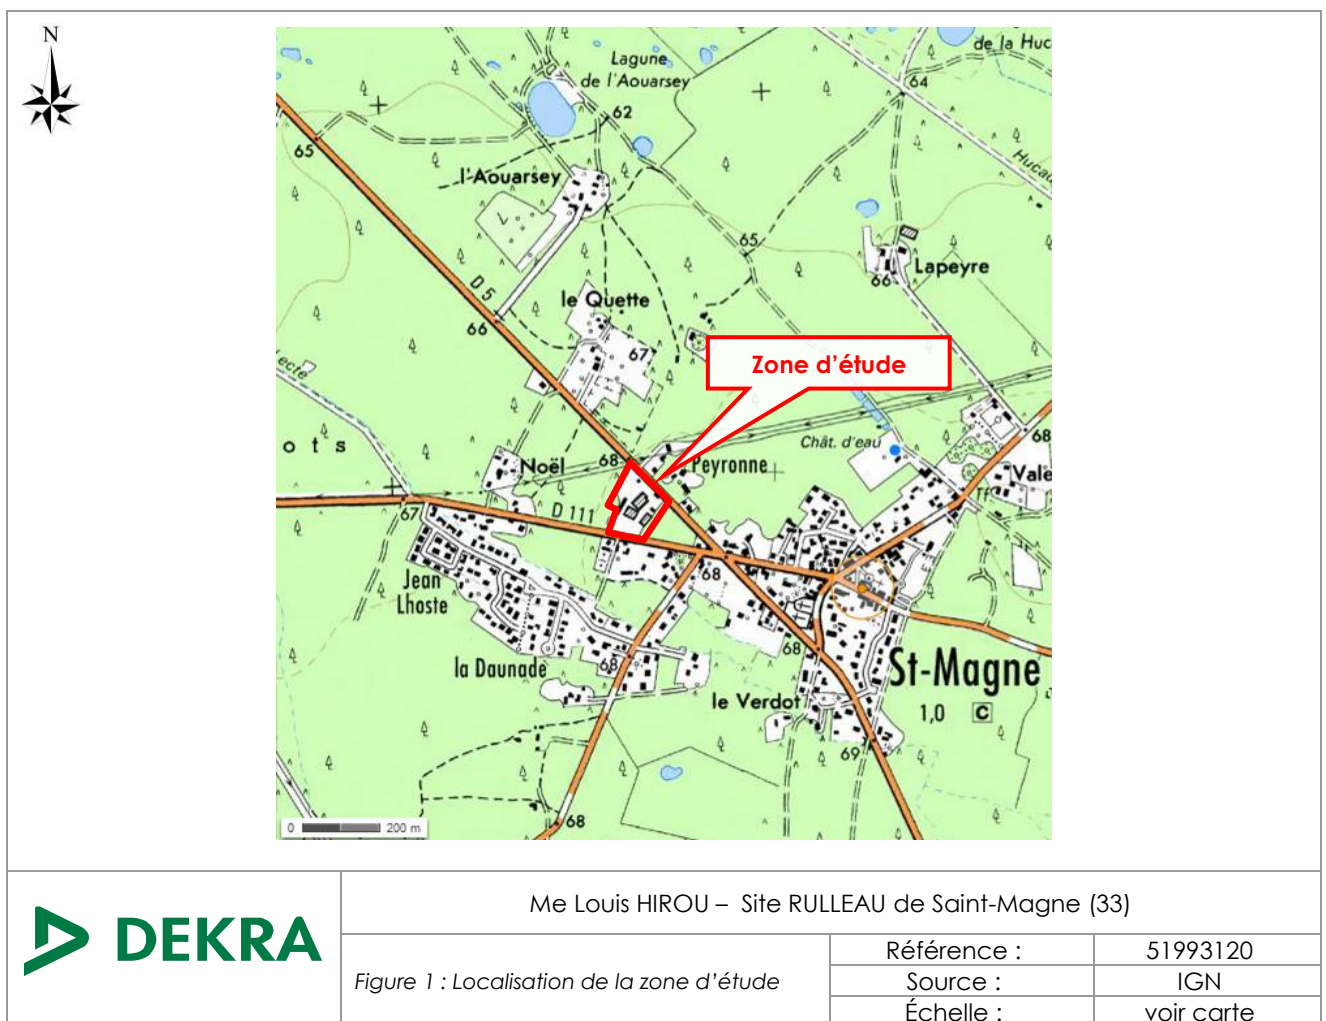 N
Lagune
de l'Aouarsey
de la Huc
64
62
65
Hucau
l'Aouarsey
65
Lapeyre
66
D 5
le Quette
66
67
Zone d'étude
Lecte
68
Chât. d'eau
ots
Noël
68
Peyronne
Vale
TF
67
D 111
68
Jean
Lhoste
68
68
la Daunade
St-Magne
le Verdot
1,0 C
69
68
0 200 m
DEKRA
Me Louis HIROU – Site RULLEAU de Saint-Magne (33)
Figure 1 : Localisation de la zone d'étude
Référence : 51993120
Source : IGN
Échelle : voir carte